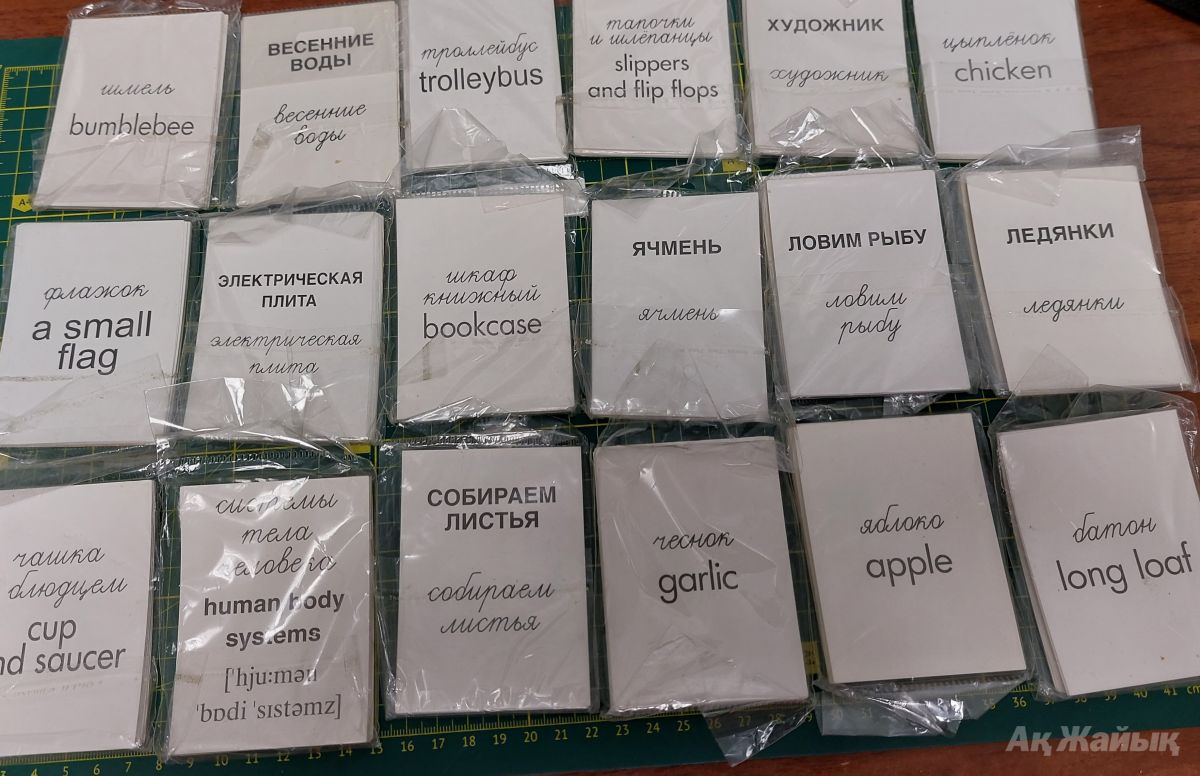 шмель
bumblebee
ВЕСЕННИЕ
ВОДЫ
весенние
воды
троллейбус
trolleybus
тапочки
и шлёпанцы
slippers
and flip flops
ХУДОЖНИК
художник
цыплёнок
chicken
флажок
a small
flag
ЭЛЕКТРИЧЕСКАЯ
ПЛИТА
электрическая
плита
шкаф
книжный
bookcase
ЯЧМЕНЬ
ячмень
ЛОВИМ РЫБУ
ловим
рыбу
ЛЕДЯНКИ
ледянки
чашка
блюдцем
cup
saucer
системы
тела
человека
human body
systems
['hju:mən
'bɒdi 'sɪstəmz]
СОБИРАЕМ
ЛИСТЬЯ
собираем
листья
чеснок
garlic
яблоко
apple
батон
long loaf
Ақ Жайық